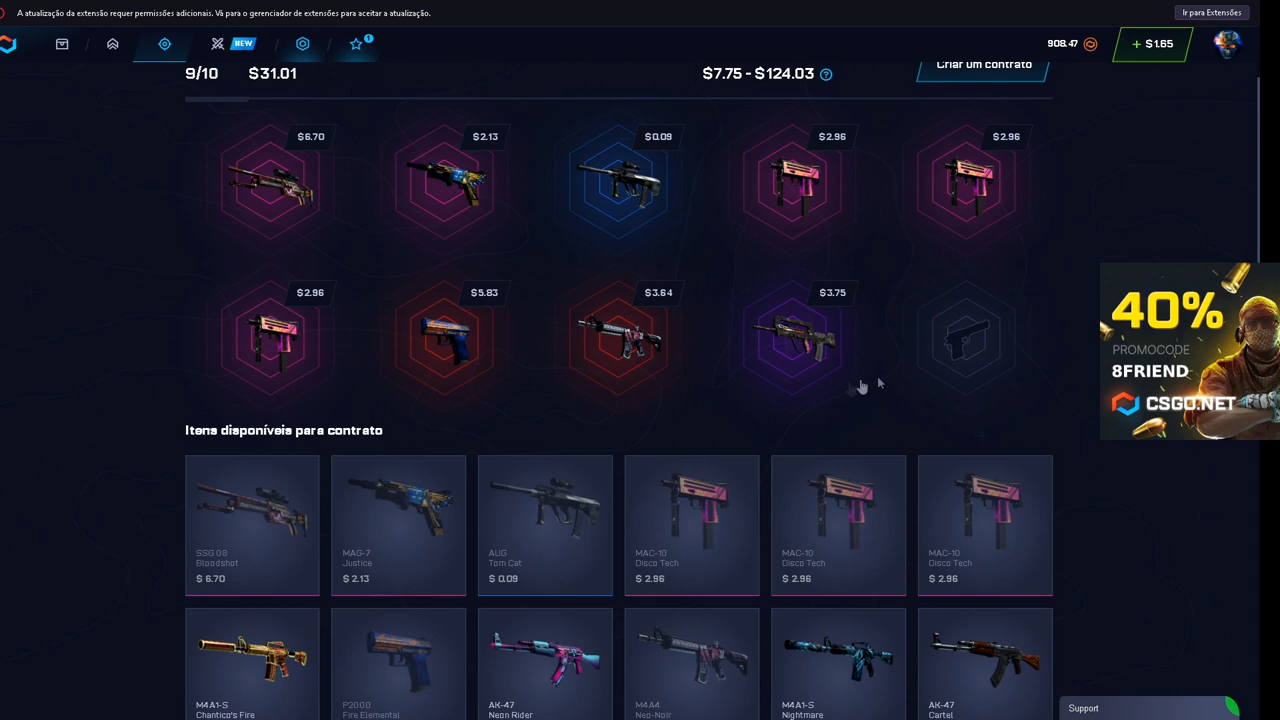 A atualização da extensão requer permissões adicionais. Vá para o gerenciador de extensões para aceitar a atualização.
Ir para Extensões
NEW
1
908.47
+ $1.65
9/10
$31.01
$7.75 - $124.03 ?
Criar um contrato
$6.70
$2.13
$0.09
$2.96
$2.96
$2.96
$5.83
$3.64
$3.75
40%
PROMOCODE
8FRIEND
CSGO.NET
Itens disponíveis para contrato
SSG 08
Bloodshot
$ 6.70
MAG-7
Justice
$ 2.13
AUG
Tom Cat
$ 0.09
MAC-10
Disco Tech
$ 2.96
MAC-10
Disco Tech
$ 2.96
MAC-10
Disco Tech
$ 2.96
M4A1-S
Chantico's Fire
P2000
Fire Elemental
AK-47
Neon Rider
M4A4
Neo-Noir
M4A1-S
Nightmare
AK-47
Cartel
Support